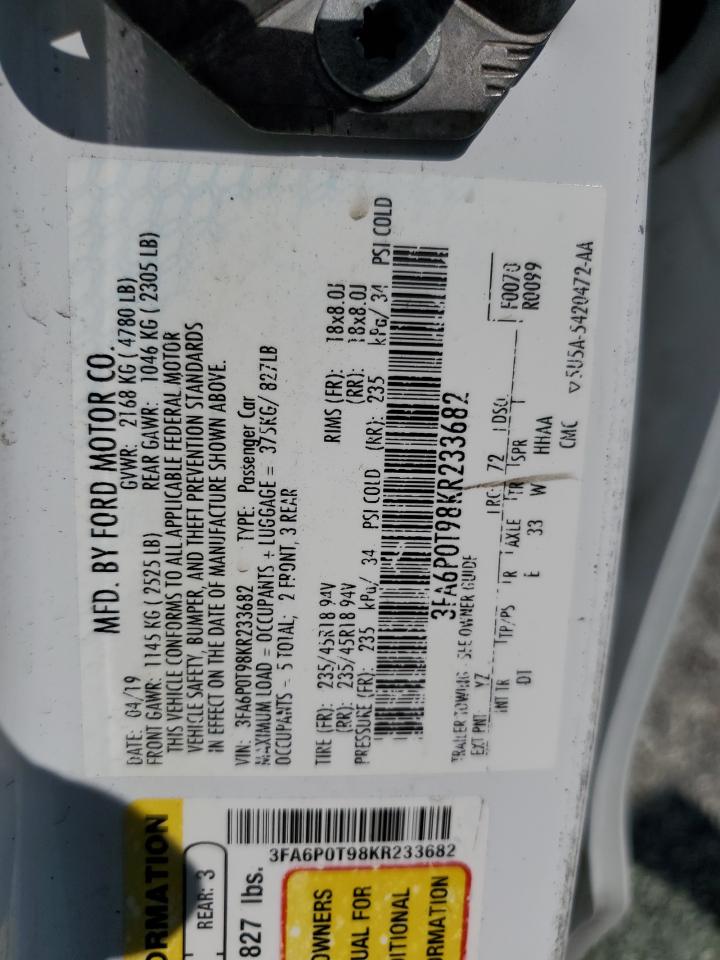 MFD. BY FORD MOTOR CO.
DATE: 04/19 GVWR: 2168 KG ( 4780 LB)
FRONT GAWR: 1145 KG ( 2525 LB) REAR GAWR: 1046 KG ( 2305 LB)
THIS VEHICLE CONFORMS TO ALL APPLICABLE FEDERAL MOTOR
VEHICLE SAFETY, BUMPER, AND THEFT PREVENTION STANDARDS
IN EFFECT ON THE DATE OF MANUFACTURE SHOWN ABOVE.
VIN: 3FA6P0T98KR233682 TYPE: Passenger Car
MAXIMUM LOAD = OCCUPANTS + LUGGAGE = 375KG/ 827LB
OCCUPANTS - 5 TOTAL; 2 FRONT, 3 REAR
TIRE (FR): 235/45R18 94V RIMS (FR): 18x8.0J
(RR): 235/45R18 94V (RR): 18x8.0J
PRESSURE (FR): 235 kPa/ 34 PSI COLD (RR): 235 kPa/ 34 PSI COLD
3FA6P0T98KR233682
TRAILER TOWING - SEE OWNER GUIDE
EXT PNT YZ RC: 72 DSO: F0070
INT TR TP/PS R AXLE TR SPR R0099
DT E 33 W HHAA
CMC
5U5A-5420472-AA
ORMATION
REAR: 3
827 lbs.
3FA6P0T98KR233682
OWNERS
UAL FOR
DITIONAL
ORMATION